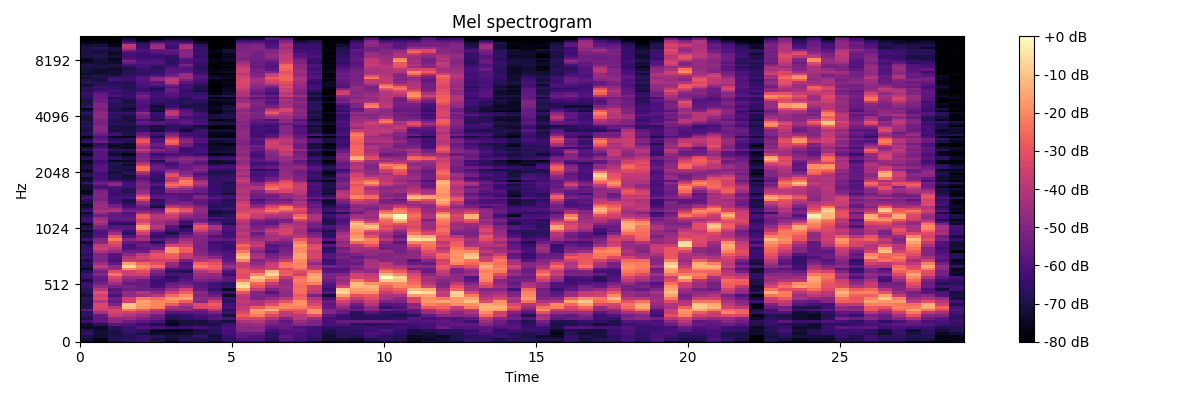 Mel spectrogram
Hz
8192
4096
2048
1024
512
0
0 5 10 15 20 25
Time
+0 dB
-10 dB
-20 dB
-30 dB
-40 dB
-50 dB
-60 dB
-70 dB
-80 dB